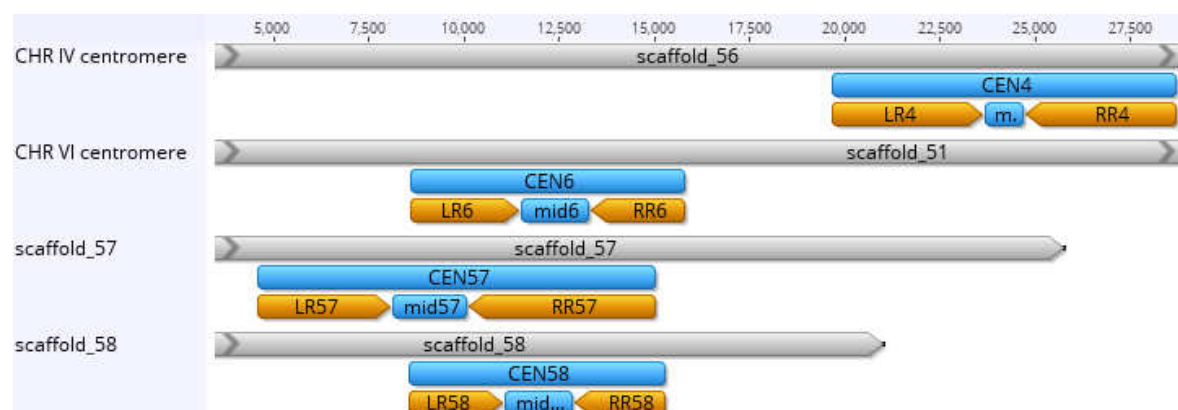 5,000 7,500 10,000 12,500 15,000 17,500 20,000 22,500 25,000 27,500
CHR IV centromere scaffold_56
CEN4
LR4 m. RR4
CHR VI centromere scaffold_51
CEN6
LR6 mid6 RR6
scaffold_57 scaffold_57
CEN57
LR57 mid57 RR57
scaffold_58 scaffold_58
CEN58
LR58 mid... RR58